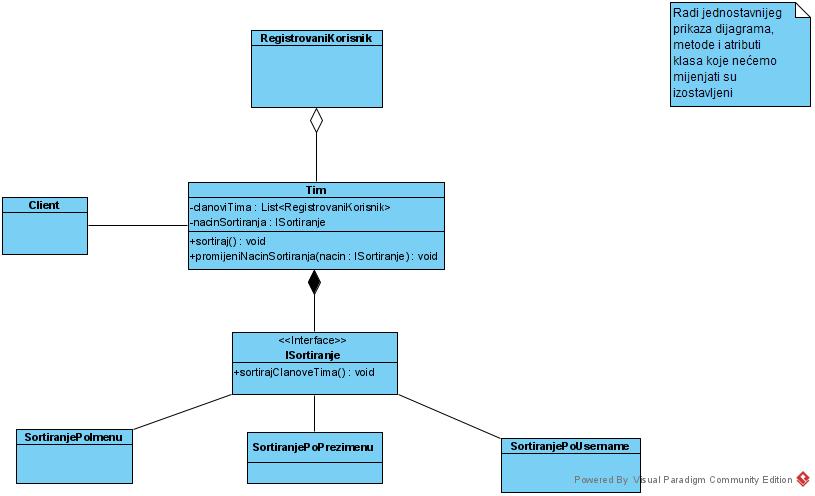 Radi jednostavnijeg
prikaza dijagrama,
metode i atributi
klasa koje nećemo
mijenjati su
izostavljeni
RegistrovaniKorisnik
Client
Tim
-clanoviTima : List<RegistrovaniKorisnik>
-nacinSortiranja : ISortiranje
+sortiraj() : void
+promijeniNacinSortiranja(nacin : ISortiranje) : void
<<Interface>>
ISortiranje
+sortirajClanoveTima() : void
SortiranjePoImenu
SortiranjePoPrezimenu
SortiranjePoUsername
Powered By Visual Paradigm Community Edition